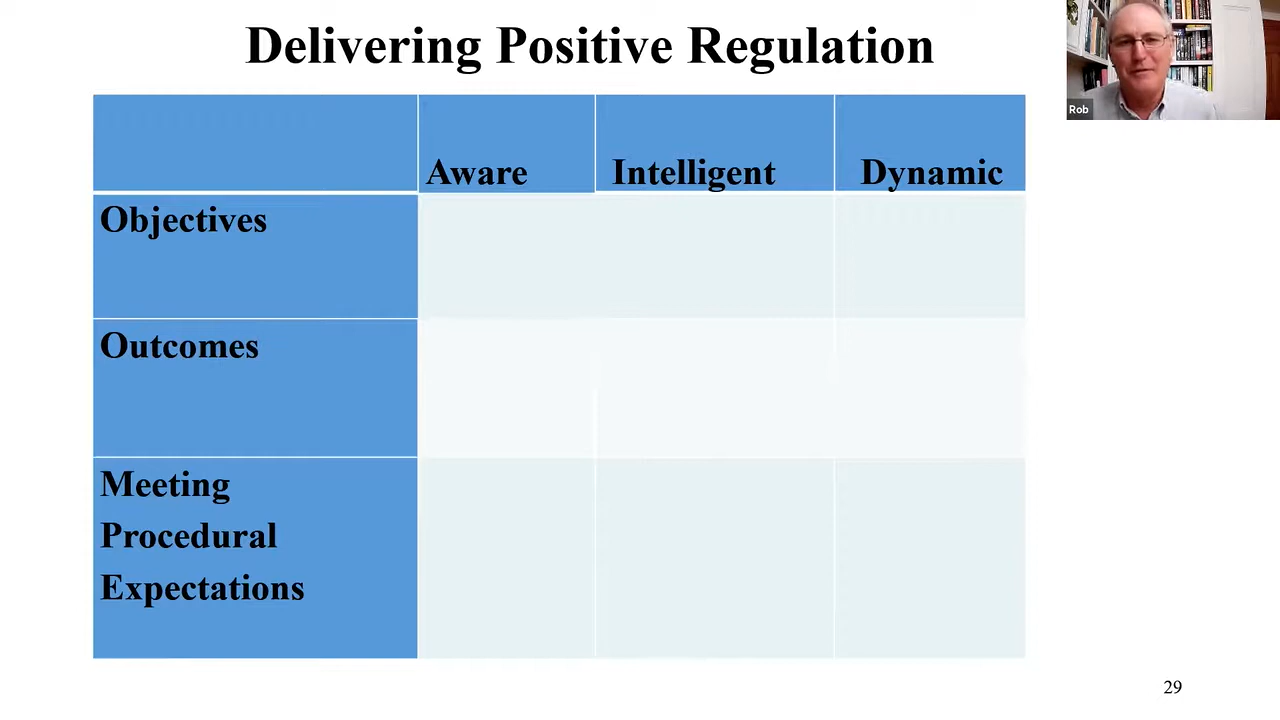 Delivering Positive Regulation
Rob
Aware Intelligent Dynamic
Objectives
Outcomes
Meeting
Procedural
Expectations
29